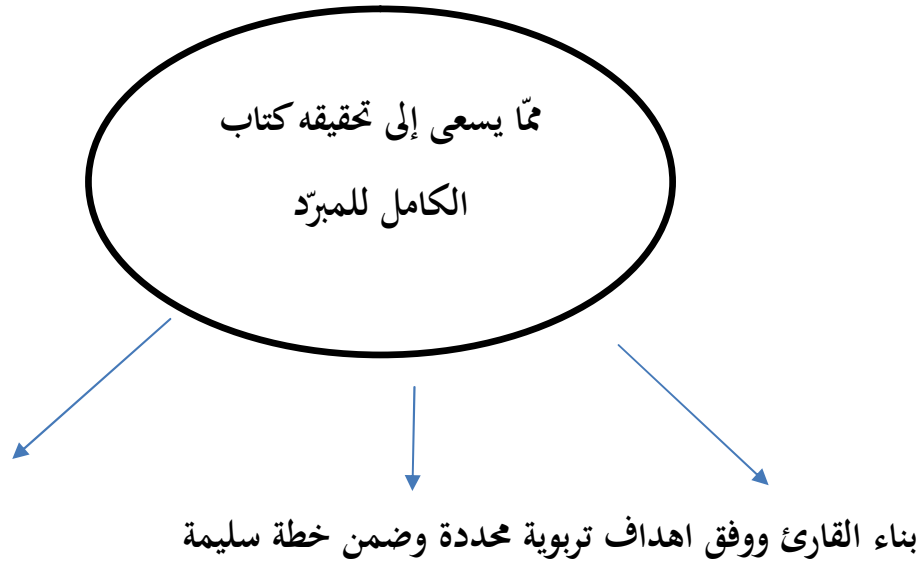 ممّا يسعى إلى تحقيقه كتاب
الكامل للمبرّد
بناء القارئ ووفق اهداف تربوية محددة وضمن خطة سليمة